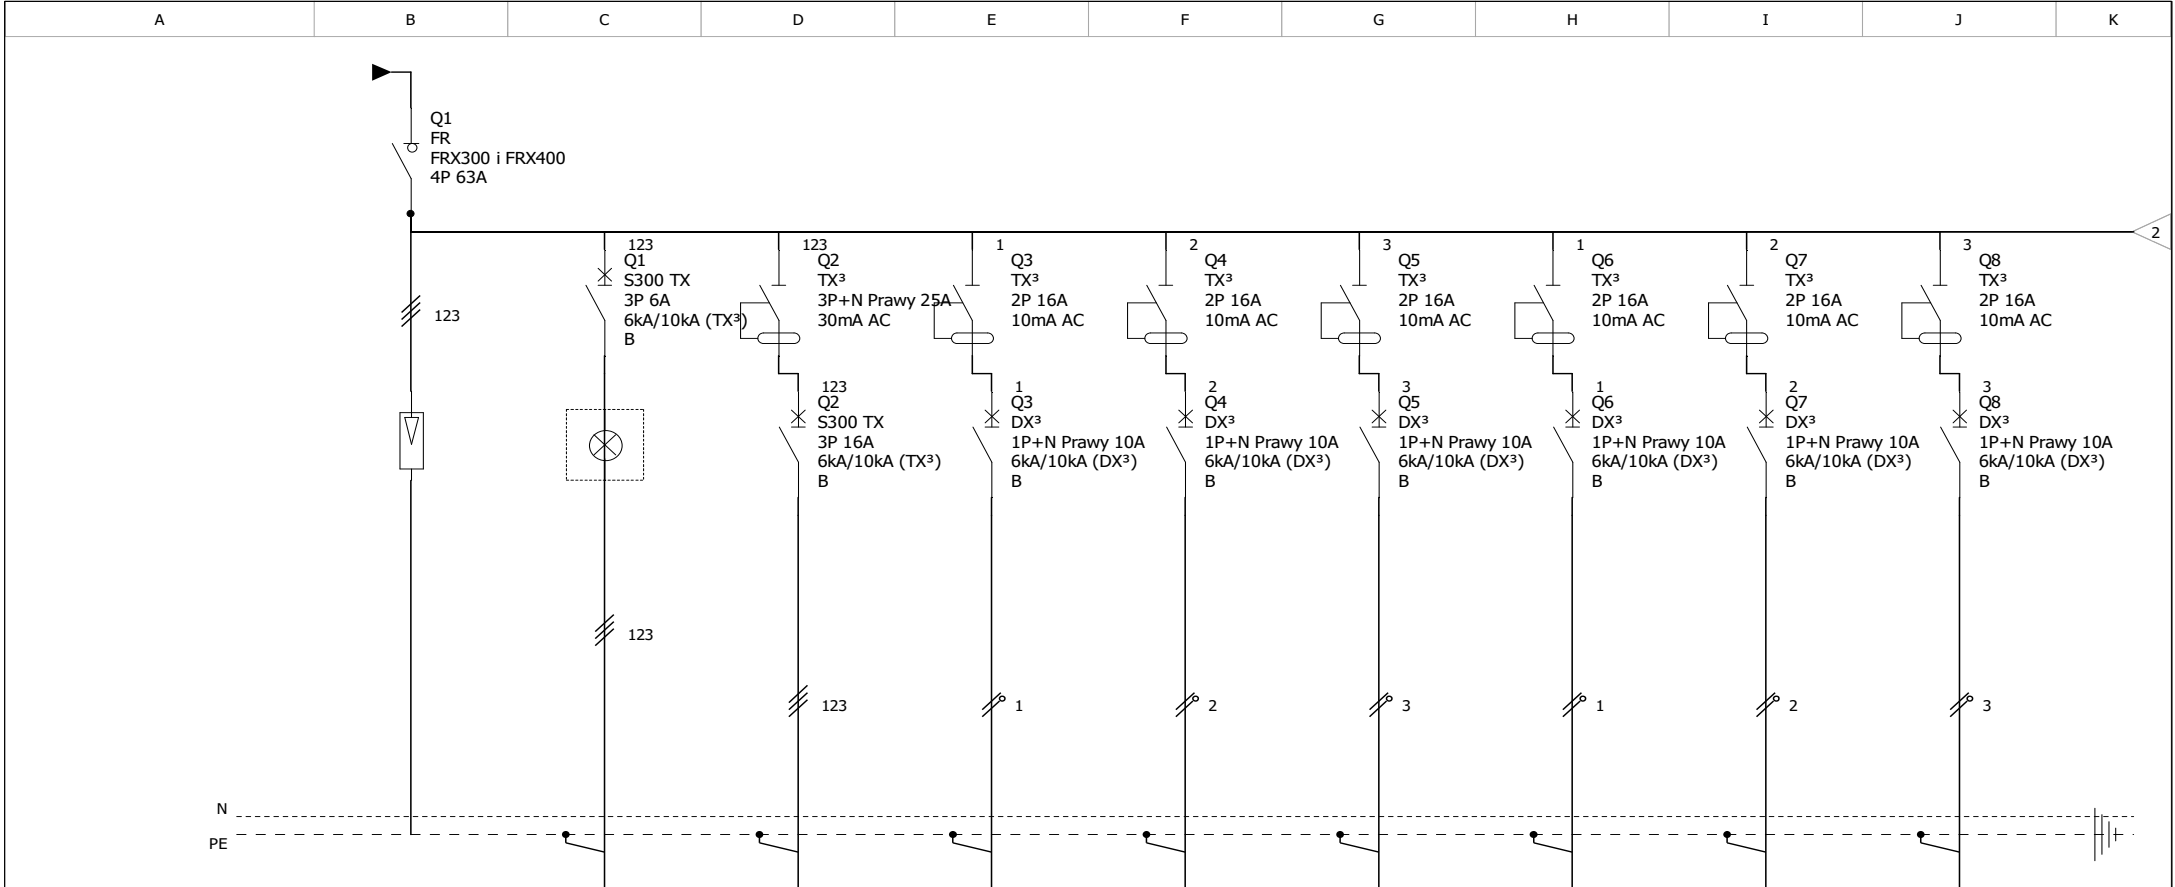 A B C D E F G H I J K
Q1
FR
FRX300 i FRX400
4P 63A
2
123
Q1
S300 TX
3P 6A
6kA/10kA (TX³)
B
123
Q2
TX³
3P+N Prawy 25A
30mA AC
1
Q3
TX³
2P 16A
10mA AC
2
Q4
TX³
2P 16A
10mA AC
3
Q5
TX³
2P 16A
10mA AC
1
Q6
TX³
2P 16A
10mA AC
2
Q7
TX³
2P 16A
10mA AC
3
Q8
TX³
2P 16A
10mA AC
123
123
Q2
S300 TX
3P 16A
6kA/10kA (TX³)
B
1
Q3
DX³
1P+N Prawy 10A
6kA/10kA (DX³)
B
2
Q4
DX³
1P+N Prawy 10A
6kA/10kA (DX³)
B
3
Q5
DX³
1P+N Prawy 10A
6kA/10kA (DX³)
B
1
Q6
DX³
1P+N Prawy 10A
6kA/10kA (DX³)
B
2
Q7
DX³
1P+N Prawy 10A
6kA/10kA (DX³)
B
3
Q8
DX³
1P+N Prawy 10A
6kA/10kA (DX³)
B
123
123 1 2 3 1 2 3
N
PE